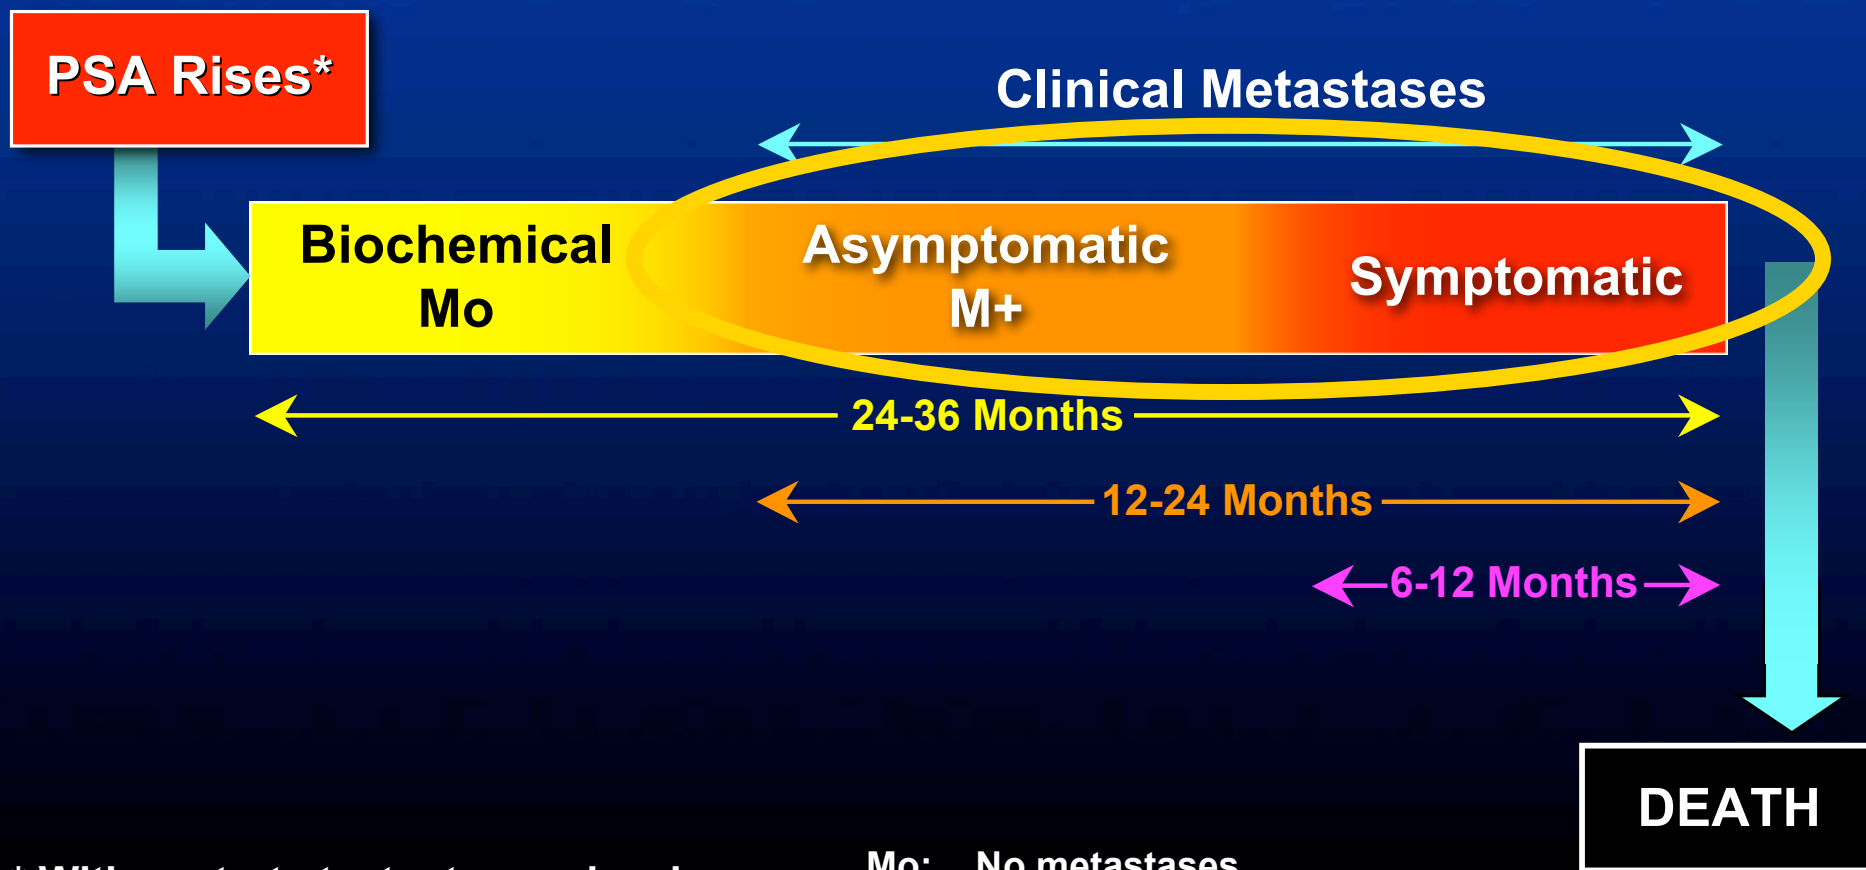 PSA Rises*
Clinical Metastases
Biochemical
Mo
Asymptomatic
M+
Symptomatic
24-36 Months
12-24 Months
6-12 Months
DEATH
Mo: No metastases
* With